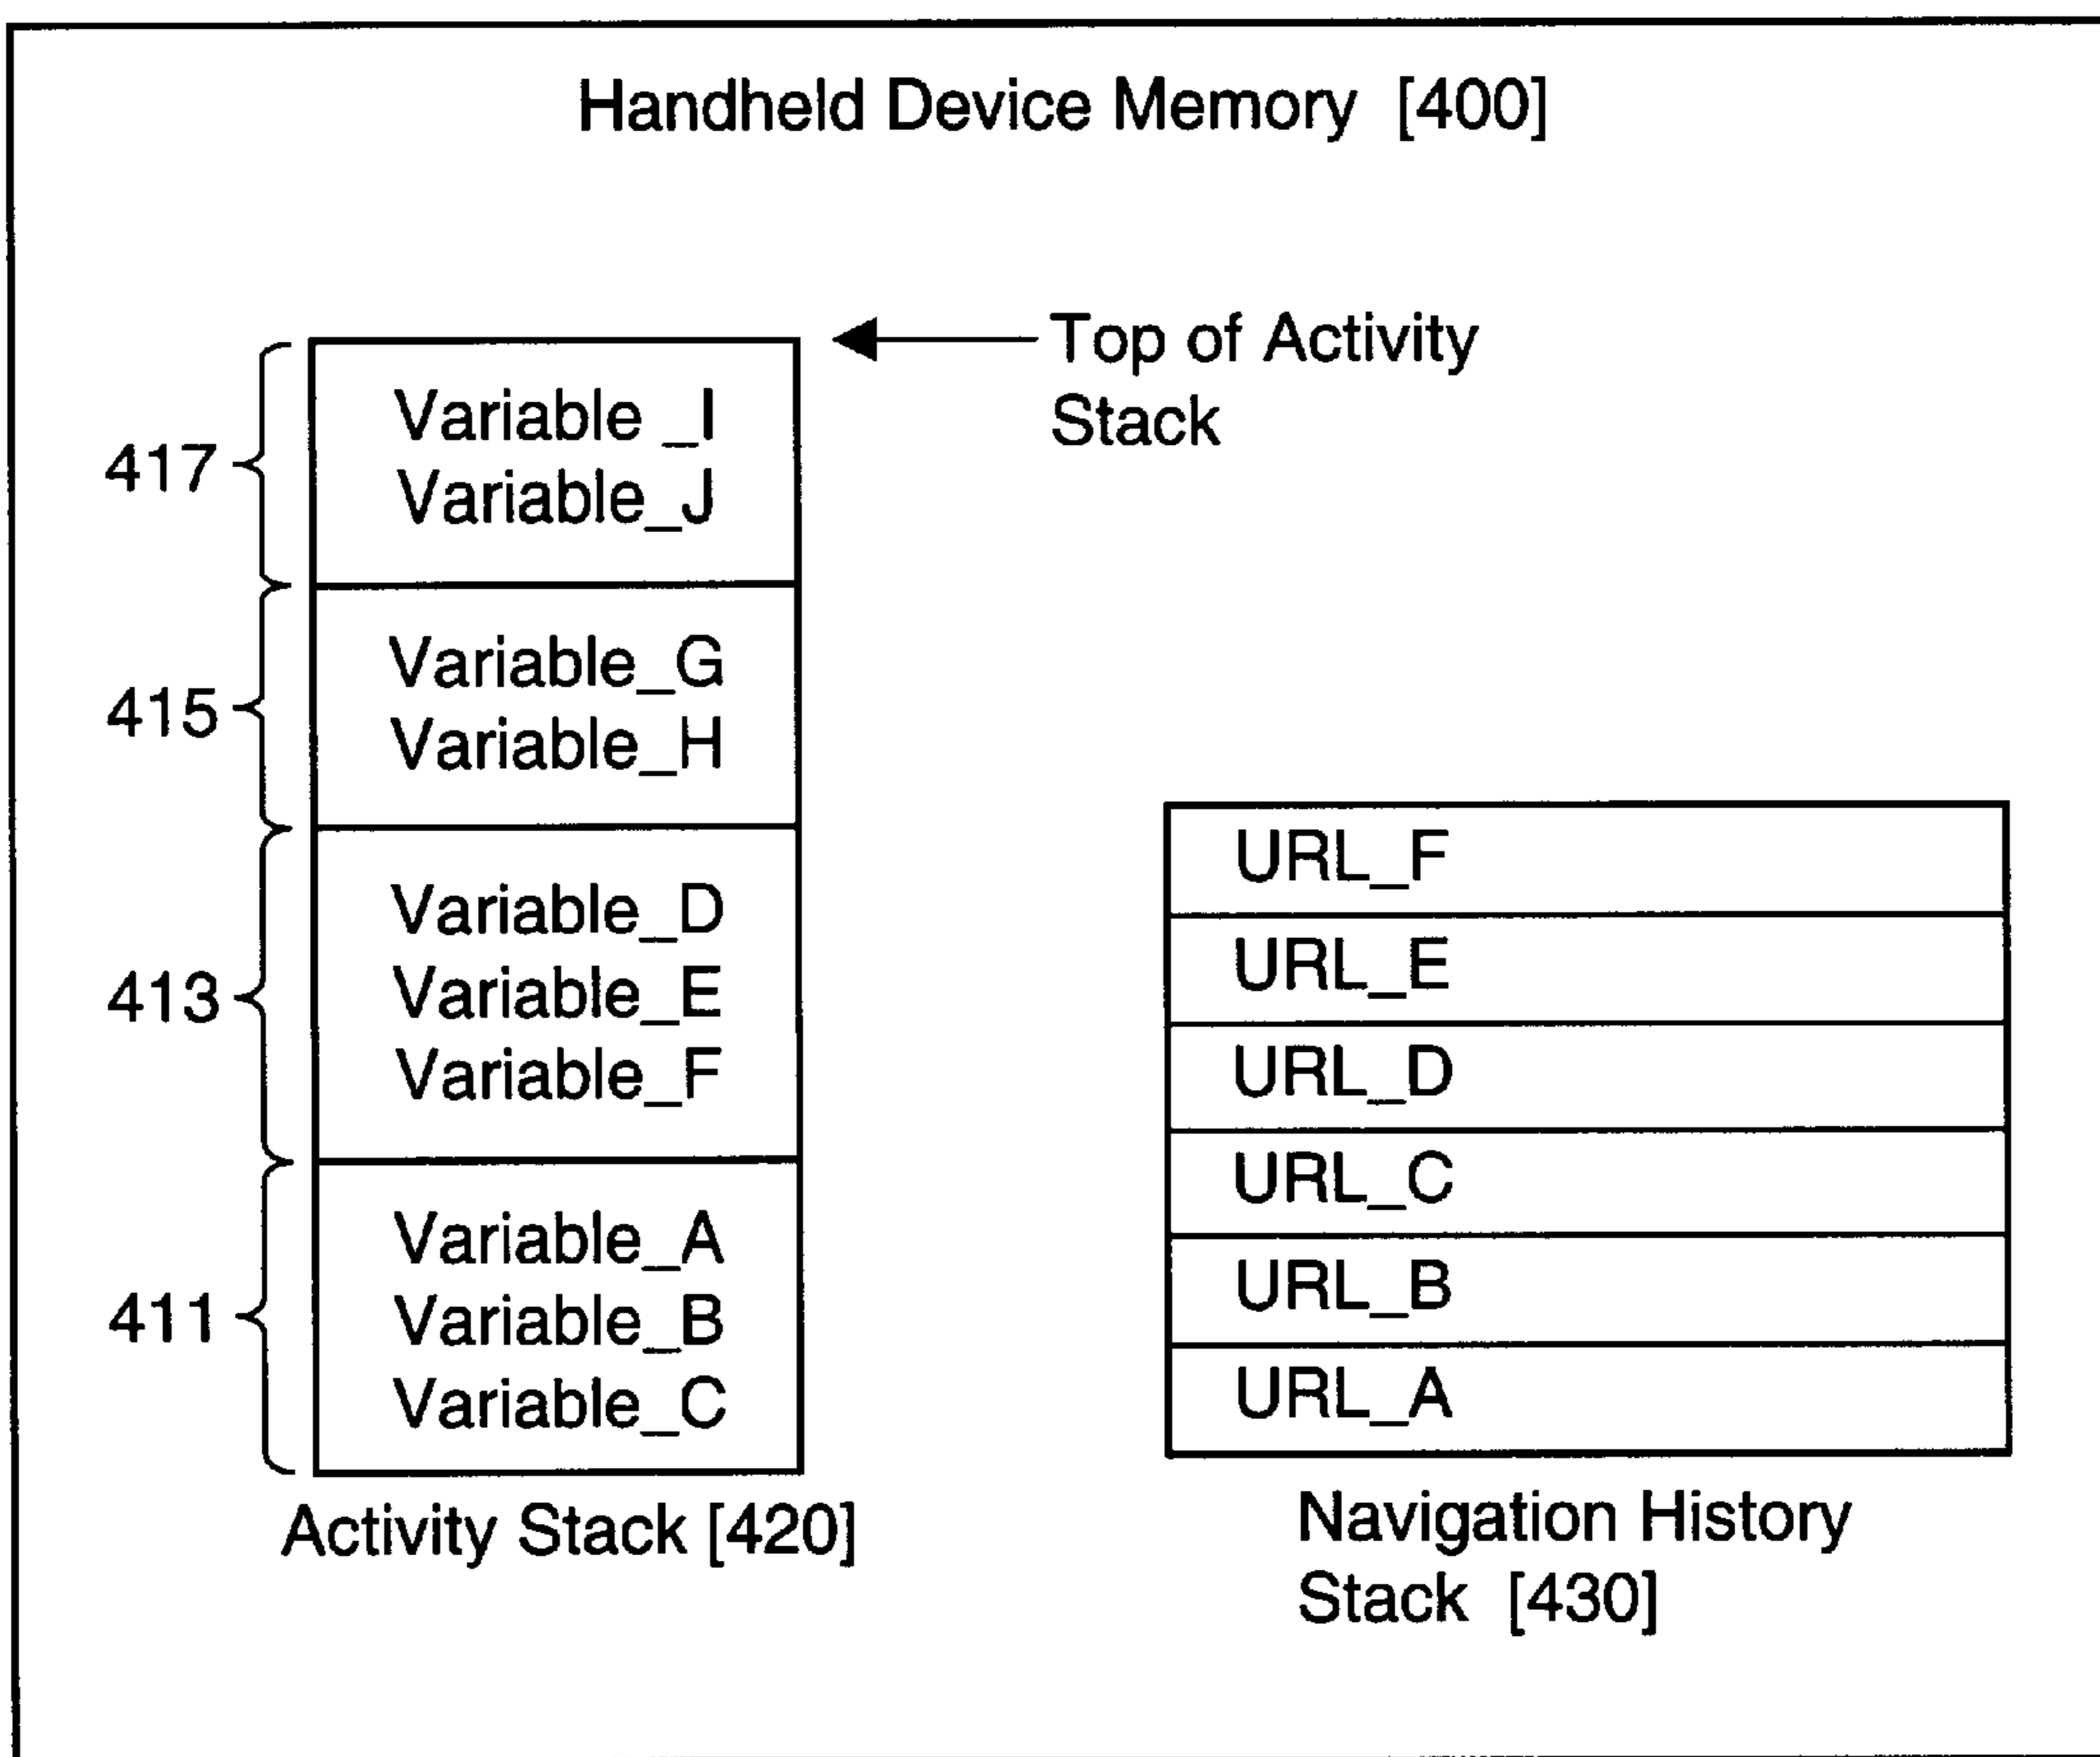 Handheld Device Memory [400]
Top of Activity
Stack
417
Variable _I
Variable_J
415
Variable_G
Variable_H
413
Variable_D
Variable_E
Variable_F
411
Variable_A
Variable_B
Variable_C
Activity Stack [420]
URL_F
URL_E
URL_D
URL_C
URL_B
URL_A
Navigation History
Stack [430]